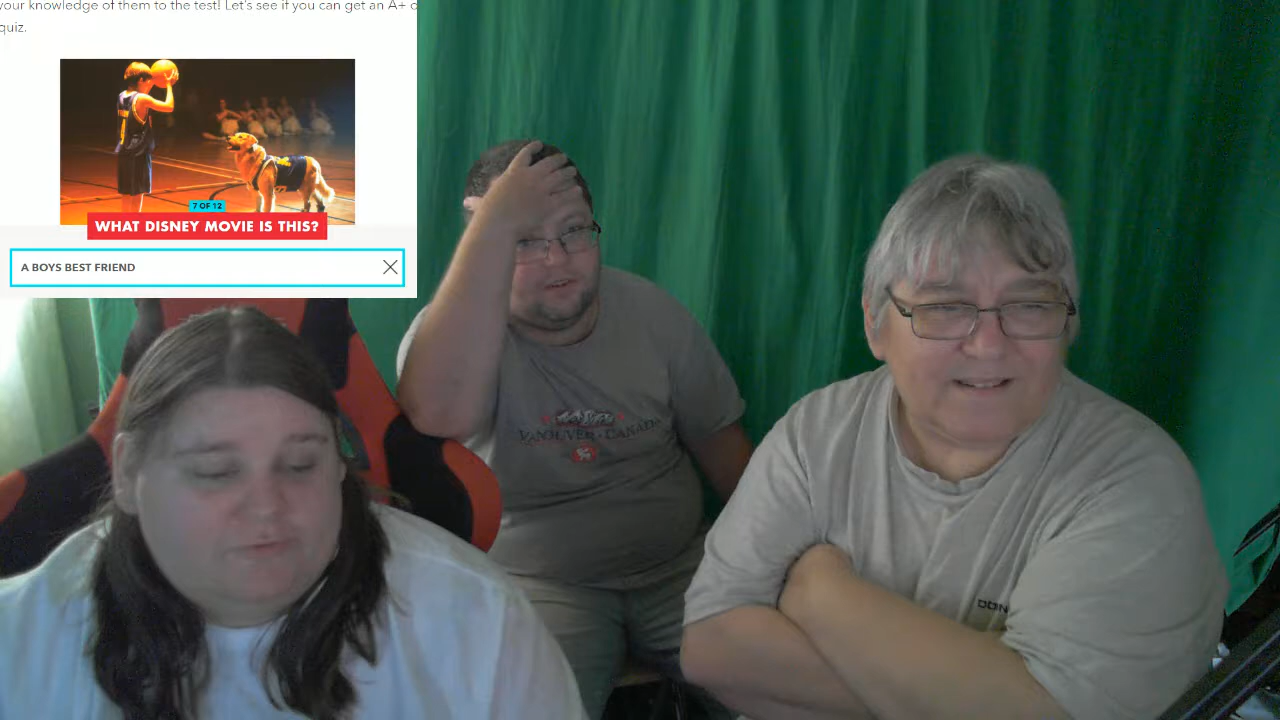 your knowledge of them to the test! Let's see if you can get an A+ o
quiz.
7 OF 12
WHAT DISNEY MOVIE IS THIS?
A BOYS BEST FRIEND
VANCOUVER · CANADA
DON